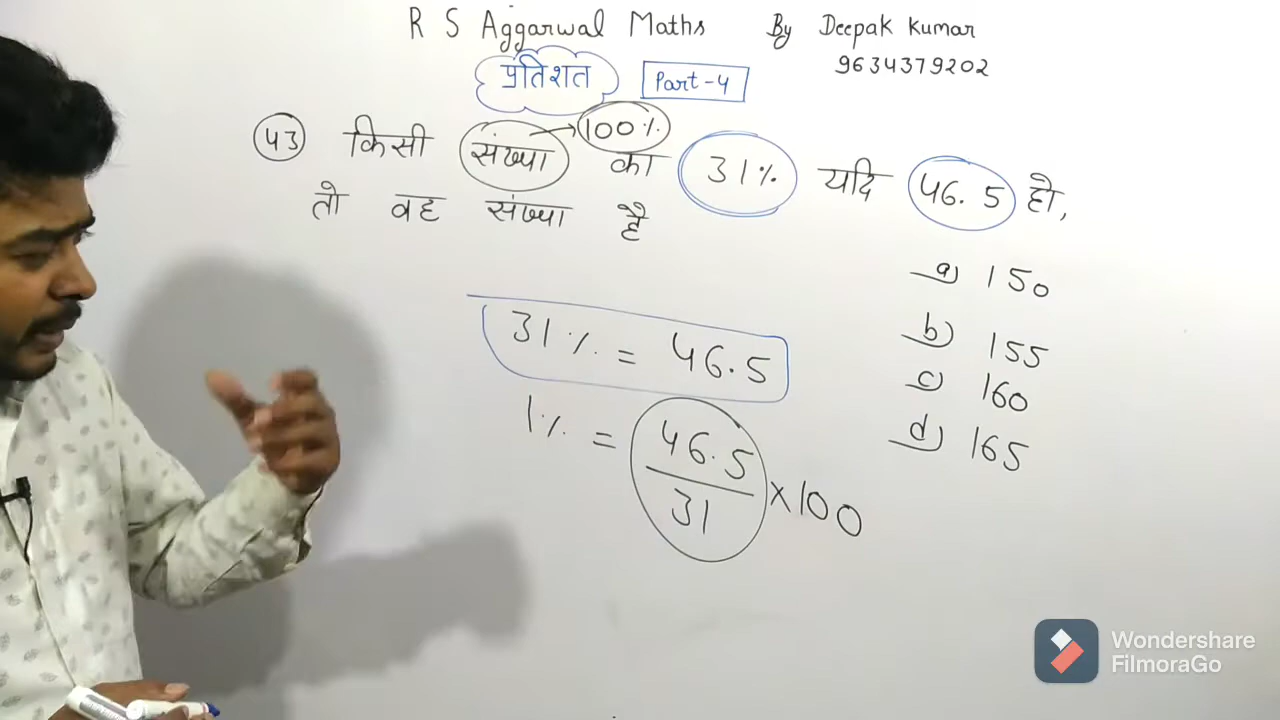 R S Aggarwal Maths By Deepak Kumar
9634379202
प्रतिशत Part-4
43 किसी संख्या → 100% का 31% यदि 46.5 हो,
तो वह संख्या है
a) 150
b) 155
c) 160
d) 165
31% = 46.5
1% = 46.5/31 × 100
Wondershare
FilmoraGo